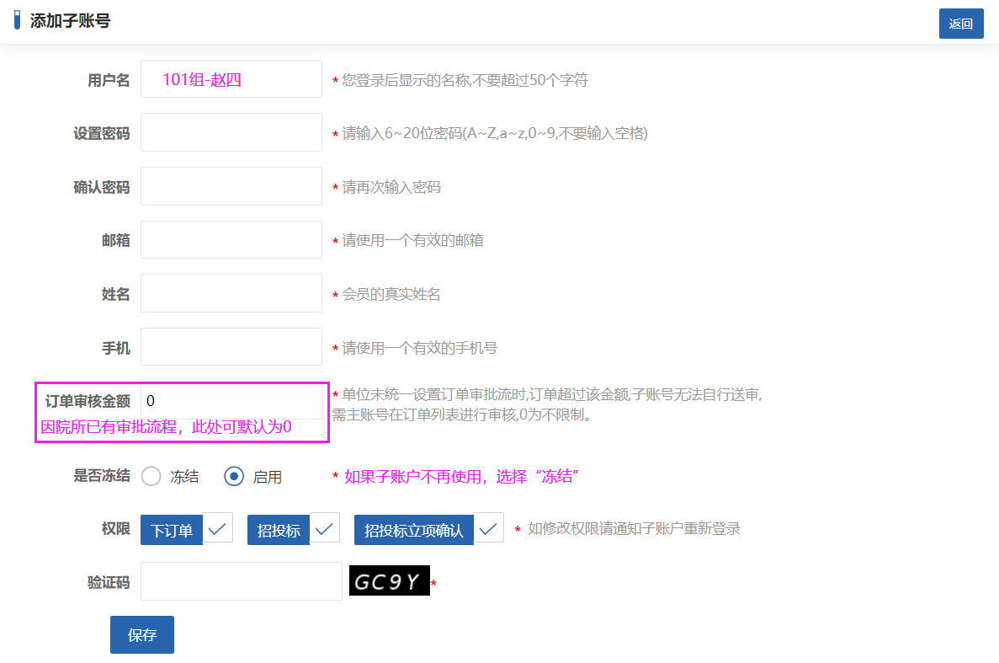 添加子账号
返回
用户名 101组-赵四 * 您登录后显示的名称,不要超过50个字符
设置密码 * 请输入6~20位密码(A~Z,a~z,0~9,不要输入空格)
确认密码 * 请再次输入密码
邮箱 * 请使用一个有效的邮箱
姓名 * 会员的真实姓名
手机 * 请使用一个有效的手机号
订单审核金额 0 * 单位未统一设置订单审批流时,订单超过该金额,子账号无法自行送审,
需主账号在订单列表进行审核,0为不限制。
因院所已有审批流程，此处可默认为0
是否冻结 冻结 启用 * 如果子账户不再使用，选择“冻结”
权限 下订单 招投标 招投标立项确认 * 如修改权限请通知子账户重新登录
验证码 GC9Y *
保存